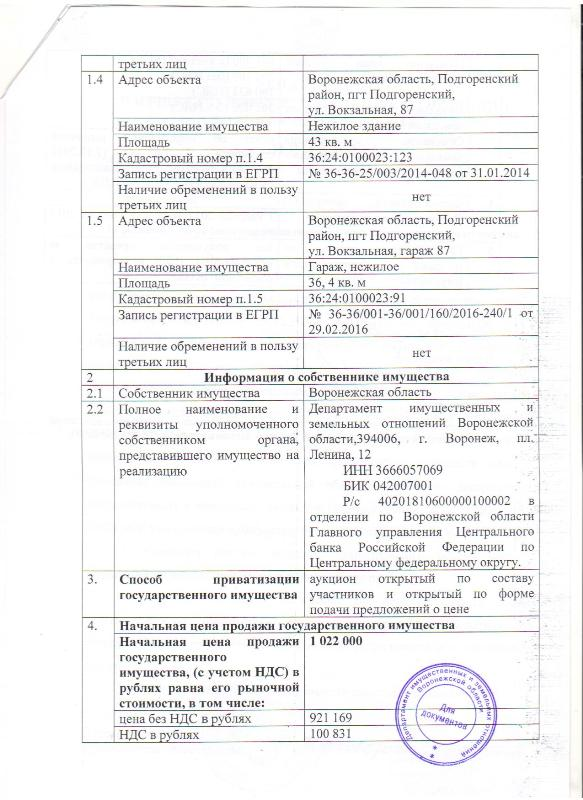 третьих лиц
1.4 Адрес объекта Воронежская область, Подгоренский
район, пгт Подгоренский,
ул. Вокзальная, 87
Наименование имущества Нежилое здание
Площадь 43 кв. м
Кадастровый номер п.1.4 36:24:0100023:123
Запись регистрации в ЕГРП № 36-36-25/003/2014-048 от 31.01.2014
Наличие обременений в пользу
третьих лиц нет
1.5 Адрес объекта Воронежская область, Подгоренский
район, пгт Подгоренский,
ул. Вокзальная, гараж 87
Наименование имущества Гараж, нежилое
Площадь 36, 4 кв. м
Кадастровый номер п.1.5 36:24:0100023:91
Запись регистрации в ЕГРП № 36-36/001-36/001/160/2016-240/1 от
29.02.2016
Наличие обременений в пользу
третьих лиц нет
2 Информация о собственнике имущества
2.1 Собственник имущества Воронежская область
2.2 Полное наименование и
реквизиты уполномоченного
собственником органа,
представившего имущество на
реализацию
Департамент имущественных и
земельных отношений Воронежской
области,394006, г. Воронеж, пл.
Ленина, 12
ИНН 3666057069
БИК 042007001
Р/с 40201810600000100002 в
отделении по Воронежской области
Главного управления Центрального
банка Российской Федерации по
Центральному федеральному округу.
3. Способ приватизации
государственного имущества
аукцион открытый по составу
участников и открытый по форме
подачи предложений о цене
4. Начальная цена продажи государственного имущества
Начальная цена продажи
государственного
имущества, (с учетом НДС) в
рублях равна его рыночной
стоимости, в том числе:
1 022 000
цена без НДС в рублях 921 169
НДС в рублях 100 831
Департамент имущественных и земельных отношений
Воронежской области
Для
документов